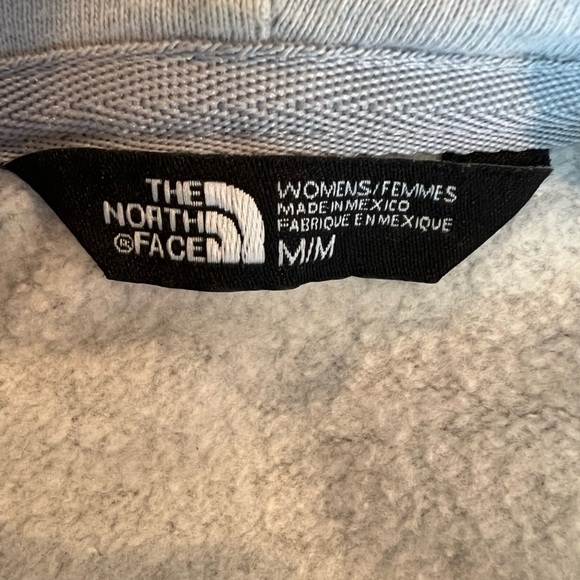 THE
NORTH
®FACE
WOMENS/FEMMES
MADE IN MEXICO
FABRIQUE EN MEXIQUE
M/M